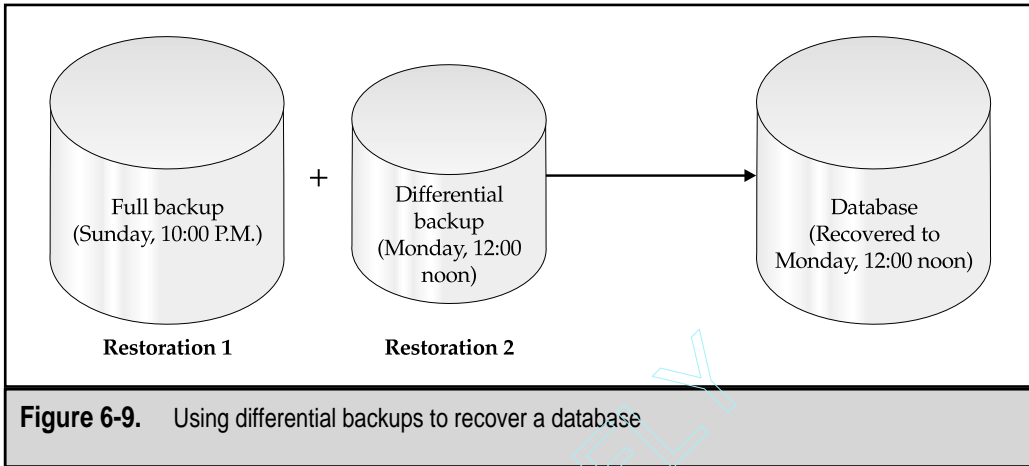 Full backup
(Sunday, 10:00 P.M.)
+
Differential
backup
(Monday, 12:00
noon)
Database
(Recovered to
Monday, 12:00 noon)
Restoration 1
Restoration 2
Figure 6-9. Using differential backups to recover a database